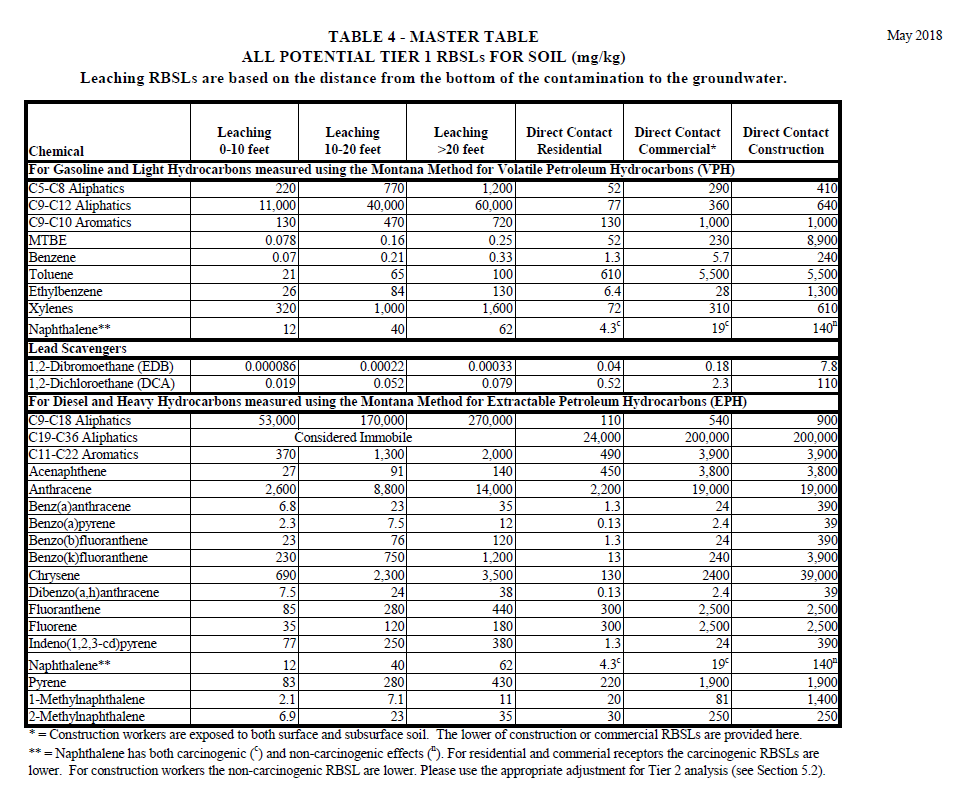 TABLE 4 - MASTER TABLE
May 2018
ALL POTENTIAL TIER 1 RBSLs FOR SOIL (mg/kg)
Leaching RBSLs are based on the distance from the bottom of the contamination to the groundwater.
Chemical Leaching 0-10 feet Leaching 10-20 feet Leaching >20 feet Direct Contact Residential Direct Contact Commercial* Direct Contact Construction
For Gasoline and Light Hydrocarbons measured using the Montana Method for Volatile Petroleum Hydrocarbons (VPH)
C5-C8 Aliphatics 220 770 1,200 52 290 410
C9-C12 Aliphatics 11,000 40,000 60,000 77 360 640
C9-C10 Aromatics 130 470 720 130 1,000 1,000
MTBE 0.078 0.16 0.25 52 230 8,900
Benzene 0.07 0.21 0.33 1.3 5.7 240
Toluene 21 65 100 610 5,500 5,500
Ethylbenzene 26 84 130 6.4 28 1,300
Xylenes 320 1,000 1,600 72 310 610
Naphthalene** 12 40 62 4.3c 19c 140n
Lead Scavengers
1,2-Dibromoethane (EDB) 0.000086 0.00022 0.00033 0.04 0.18 7.8
1,2-Dichloroethane (DCA) 0.019 0.052 0.079 0.52 2.3 110
For Diesel and Heavy Hydrocarbons measured using the Montana Method for Extractable Petroleum Hydrocarbons (EPH)
C9-C18 Aliphatics 53,000 170,000 270,000 110 540 900
C19-C36 Aliphatics Considered Immobile 24,000 200,000 200,000
C11-C22 Aromatics 370 1,300 2,000 490 3,900 3,900
Acenaphthene 27 91 140 450 3,800 3,800
Anthracene 2,600 8,800 14,000 2,200 19,000 19,000
Benz(a)anthracene 6.8 23 35 1.3 24 390
Benzo(a)pyrene 2.3 7.5 12 0.13 2.4 39
Benzo(b)fluoranthene 23 76 120 1.3 24 390
Benzo(k)fluoranthene 230 750 1,200 13 240 3,900
Chrysene 690 2,300 3,500 130 2400 39,000
Dibenzo(a,h)anthracene 7.5 24 38 0.13 2.4 39
Fluoranthene 85 280 440 300 2,500 2,500
Fluorene 35 120 180 300 2,500 2,500
Indeno(1,2,3-cd)pyrene 77 250 380 1.3 24 390
Naphthalene** 12 40 62 4.3c 19c 140n
Pyrene 83 280 430 220 1,900 1,900
1-Methylnaphthalene 2.1 7.1 11 20 81 1,400
2-Methylnaphthalene 6.9 23 35 30 250 250
* = Construction workers are exposed to both surface and subsurface soil. The lower of construction or commercial RBSLs are provided here.
** = Naphthalene has both carcinogenic (c) and non-carcinogenic effects (n). For residential and commerial receptors the carcinogenic RBSLs are
lower. For construction workers the non-carcinogenic RBSL are lower. Please use the appropriate adjustment for Tier 2 analysis (see Section 5.2).